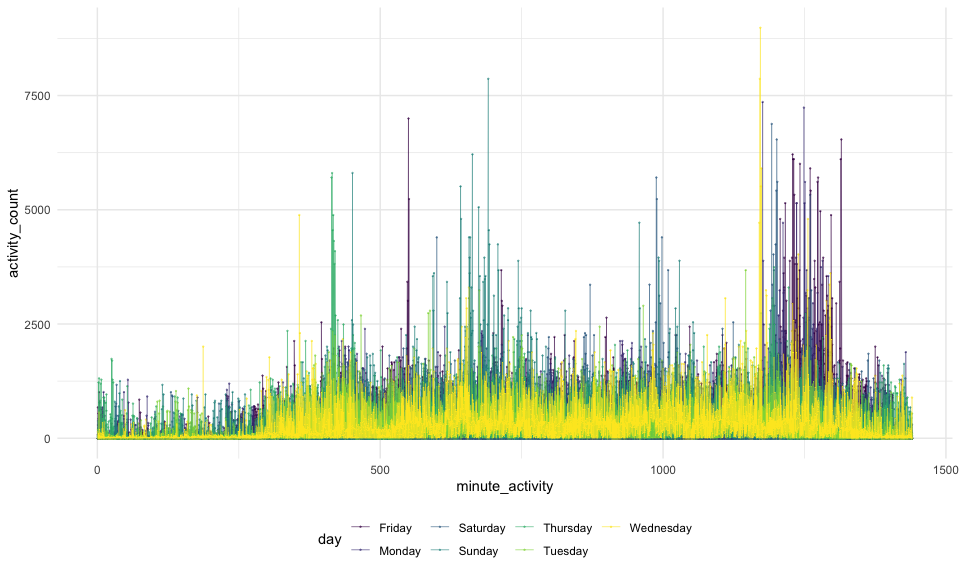 activity_count
7500
5000
2500
0
0 500 1000 1500
minute_activity
day
Friday Saturday Thursday Wednesday
Monday Sunday Tuesday